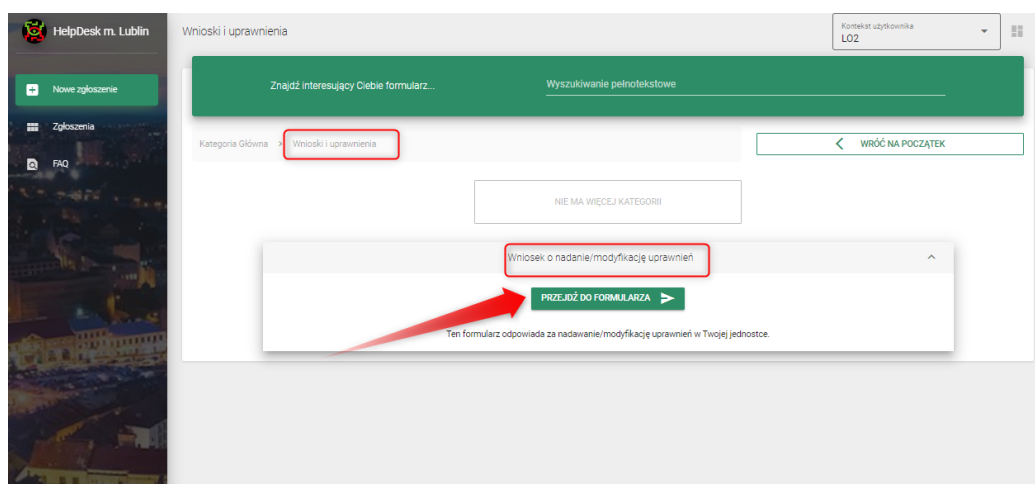 HelpDesk m. Lublin
Wnioski i uprawnienia
Kontekst użytkownika
LO2
Nowe zgłoszenie
Zgłoszenia
FAQ
Znajdź interesujący Ciebie formularz...
Wyszukiwanie pełnotekstowe
Kategoria Główna > Wnioski i uprawnienia
WRÓĆ NA POCZĄTEK
NIE MA WIĘCEJ KATEGORII
Wniosek o nadanie/modyfikację uprawnień
PRZEJDŹ DO FORMULARZA
Ten formularz odpowiada za nadawanie/modyfikację uprawnień w Twojej jednostce.